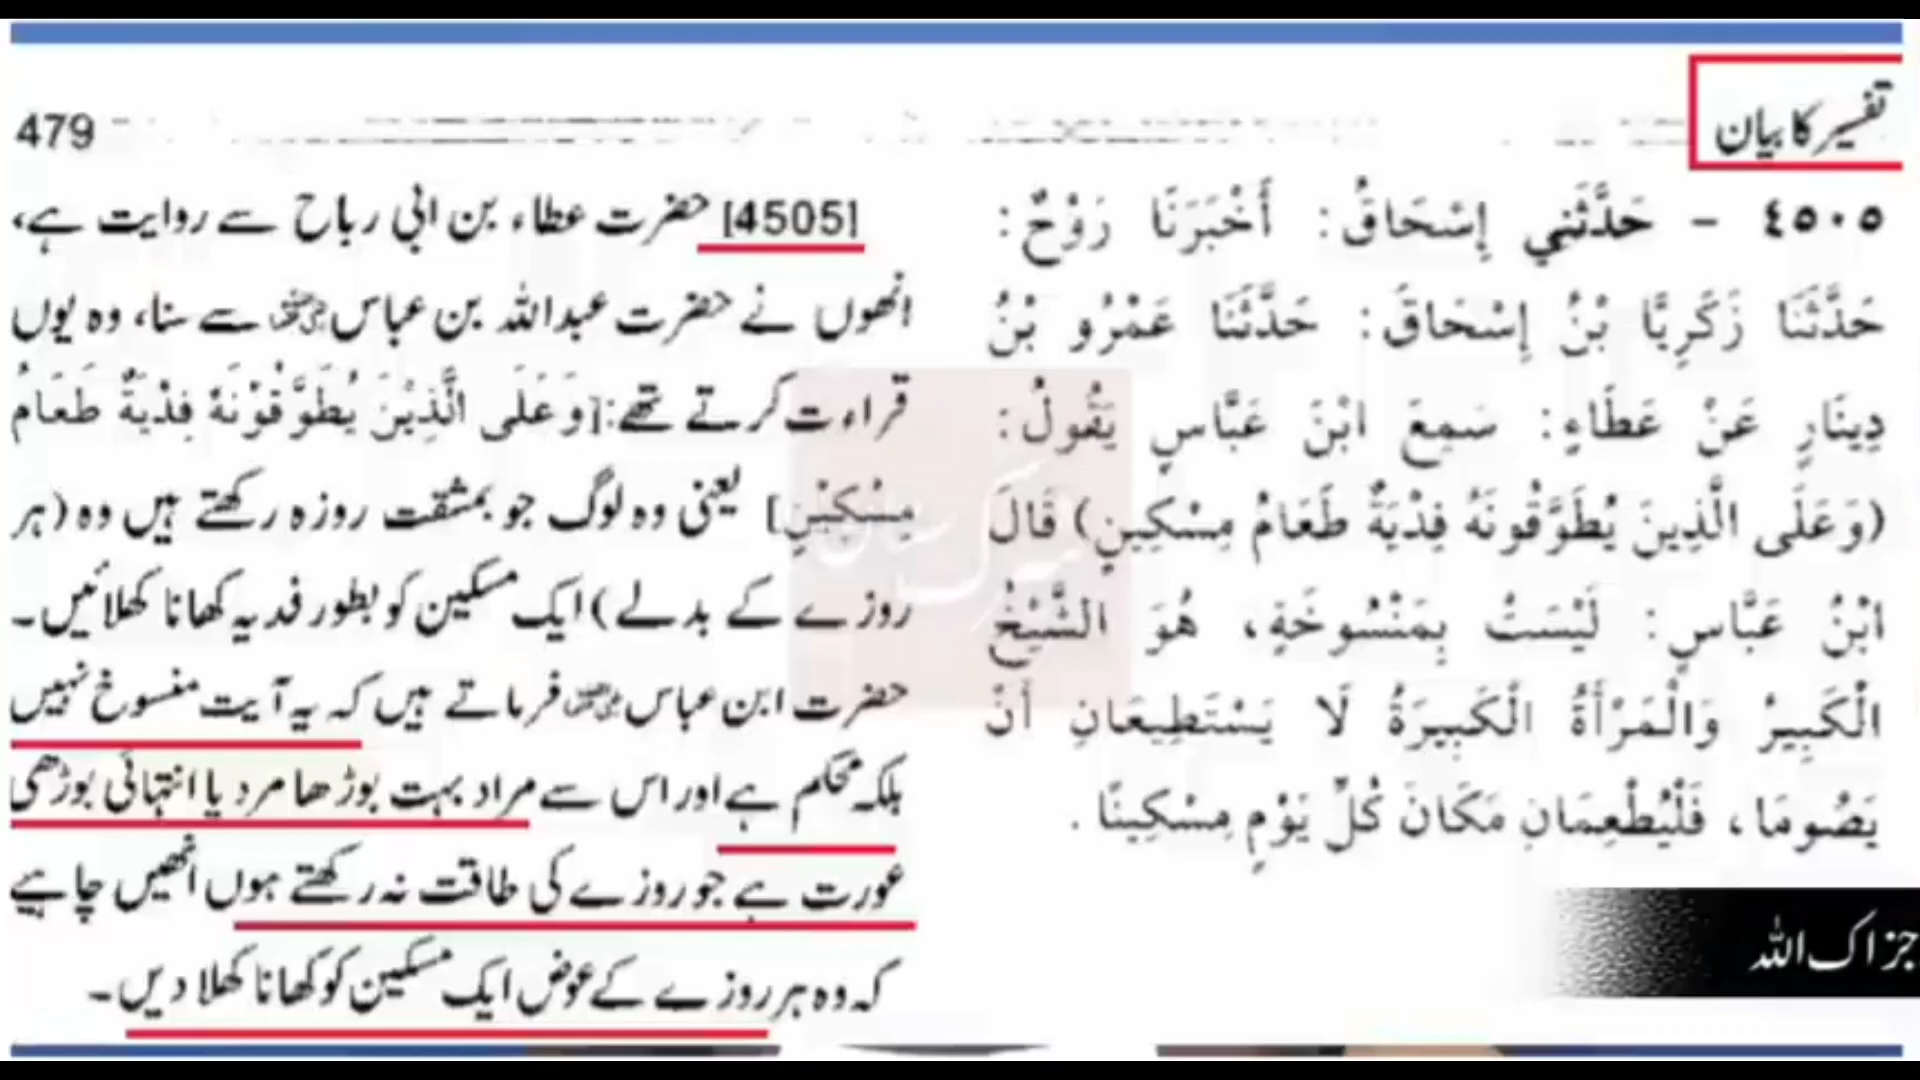 تفسیر کا بیان
479
٤٥٠٥ - حَدَّثَنِي إِسْحَاقُ: أَخْبَرَنَا رَوْحٌ:
حَدَّثَنَا زَكَرِيَّا بْنُ إِسْحَاقَ: حَدَّثَنَا عَمْرُو بْنُ
دِينَارٍ عَنْ عَطَاءٍ: سَمِعَ ابْنَ عَبَّاسٍ يَقُولُ:
(وَعَلَى الَّذِينَ يُطَوَّقُونَهُ فِدْيَةٌ طَعَامُ مِسْكِينٍ) قَالَ
ابْنُ عَبَّاسٍ: لَيْسَتْ بِمَنْسُوخَةٍ، هُوَ الشَّيْخُ
الْكَبِيرُ وَالْمَرْأَةُ الْكَبِيرَةُ لَا يَسْتَطِيعَانِ أَنْ
يَصُومَا، فَلْيُطْعِمَانِ مَكَانَ كُلِّ يَوْمٍ مِسْكِينًا.
[4505] حضرت عطاء بن ابی رباح سے روایت ہے،
انھوں نے حضرت عبداللہ بن عباس سے سنا، وہ یوں
قراءت کرتے تھے: [وَعَلَى الَّذِيْنَ يُطَوَّقُوْنَهٗ فِدْيَةٌ طَعَامُ
مِسْكِيْنٍ] یعنی وہ لوگ جو بمشقت روزہ رکھتے ہیں وہ (ہر
روزے کے بدلے) ایک مسکین کو بطور فدیہ کھانا کھلائیں۔
حضرت ابن عباس فرماتے ہیں کہ یہ آیت منسوخ نہیں
بلکہ محکم ہے اور اس سے مراد بہت بوڑھا مرد یا انتہائی بوڑھی
عورت ہے جو روزے کی طاقت نہ رکھتے ہوں انھیں چاہیے
کہ وہ ہر روزے کے عوض ایک مسکین کو کھانا کھلا دیں۔
جزاک اللہ